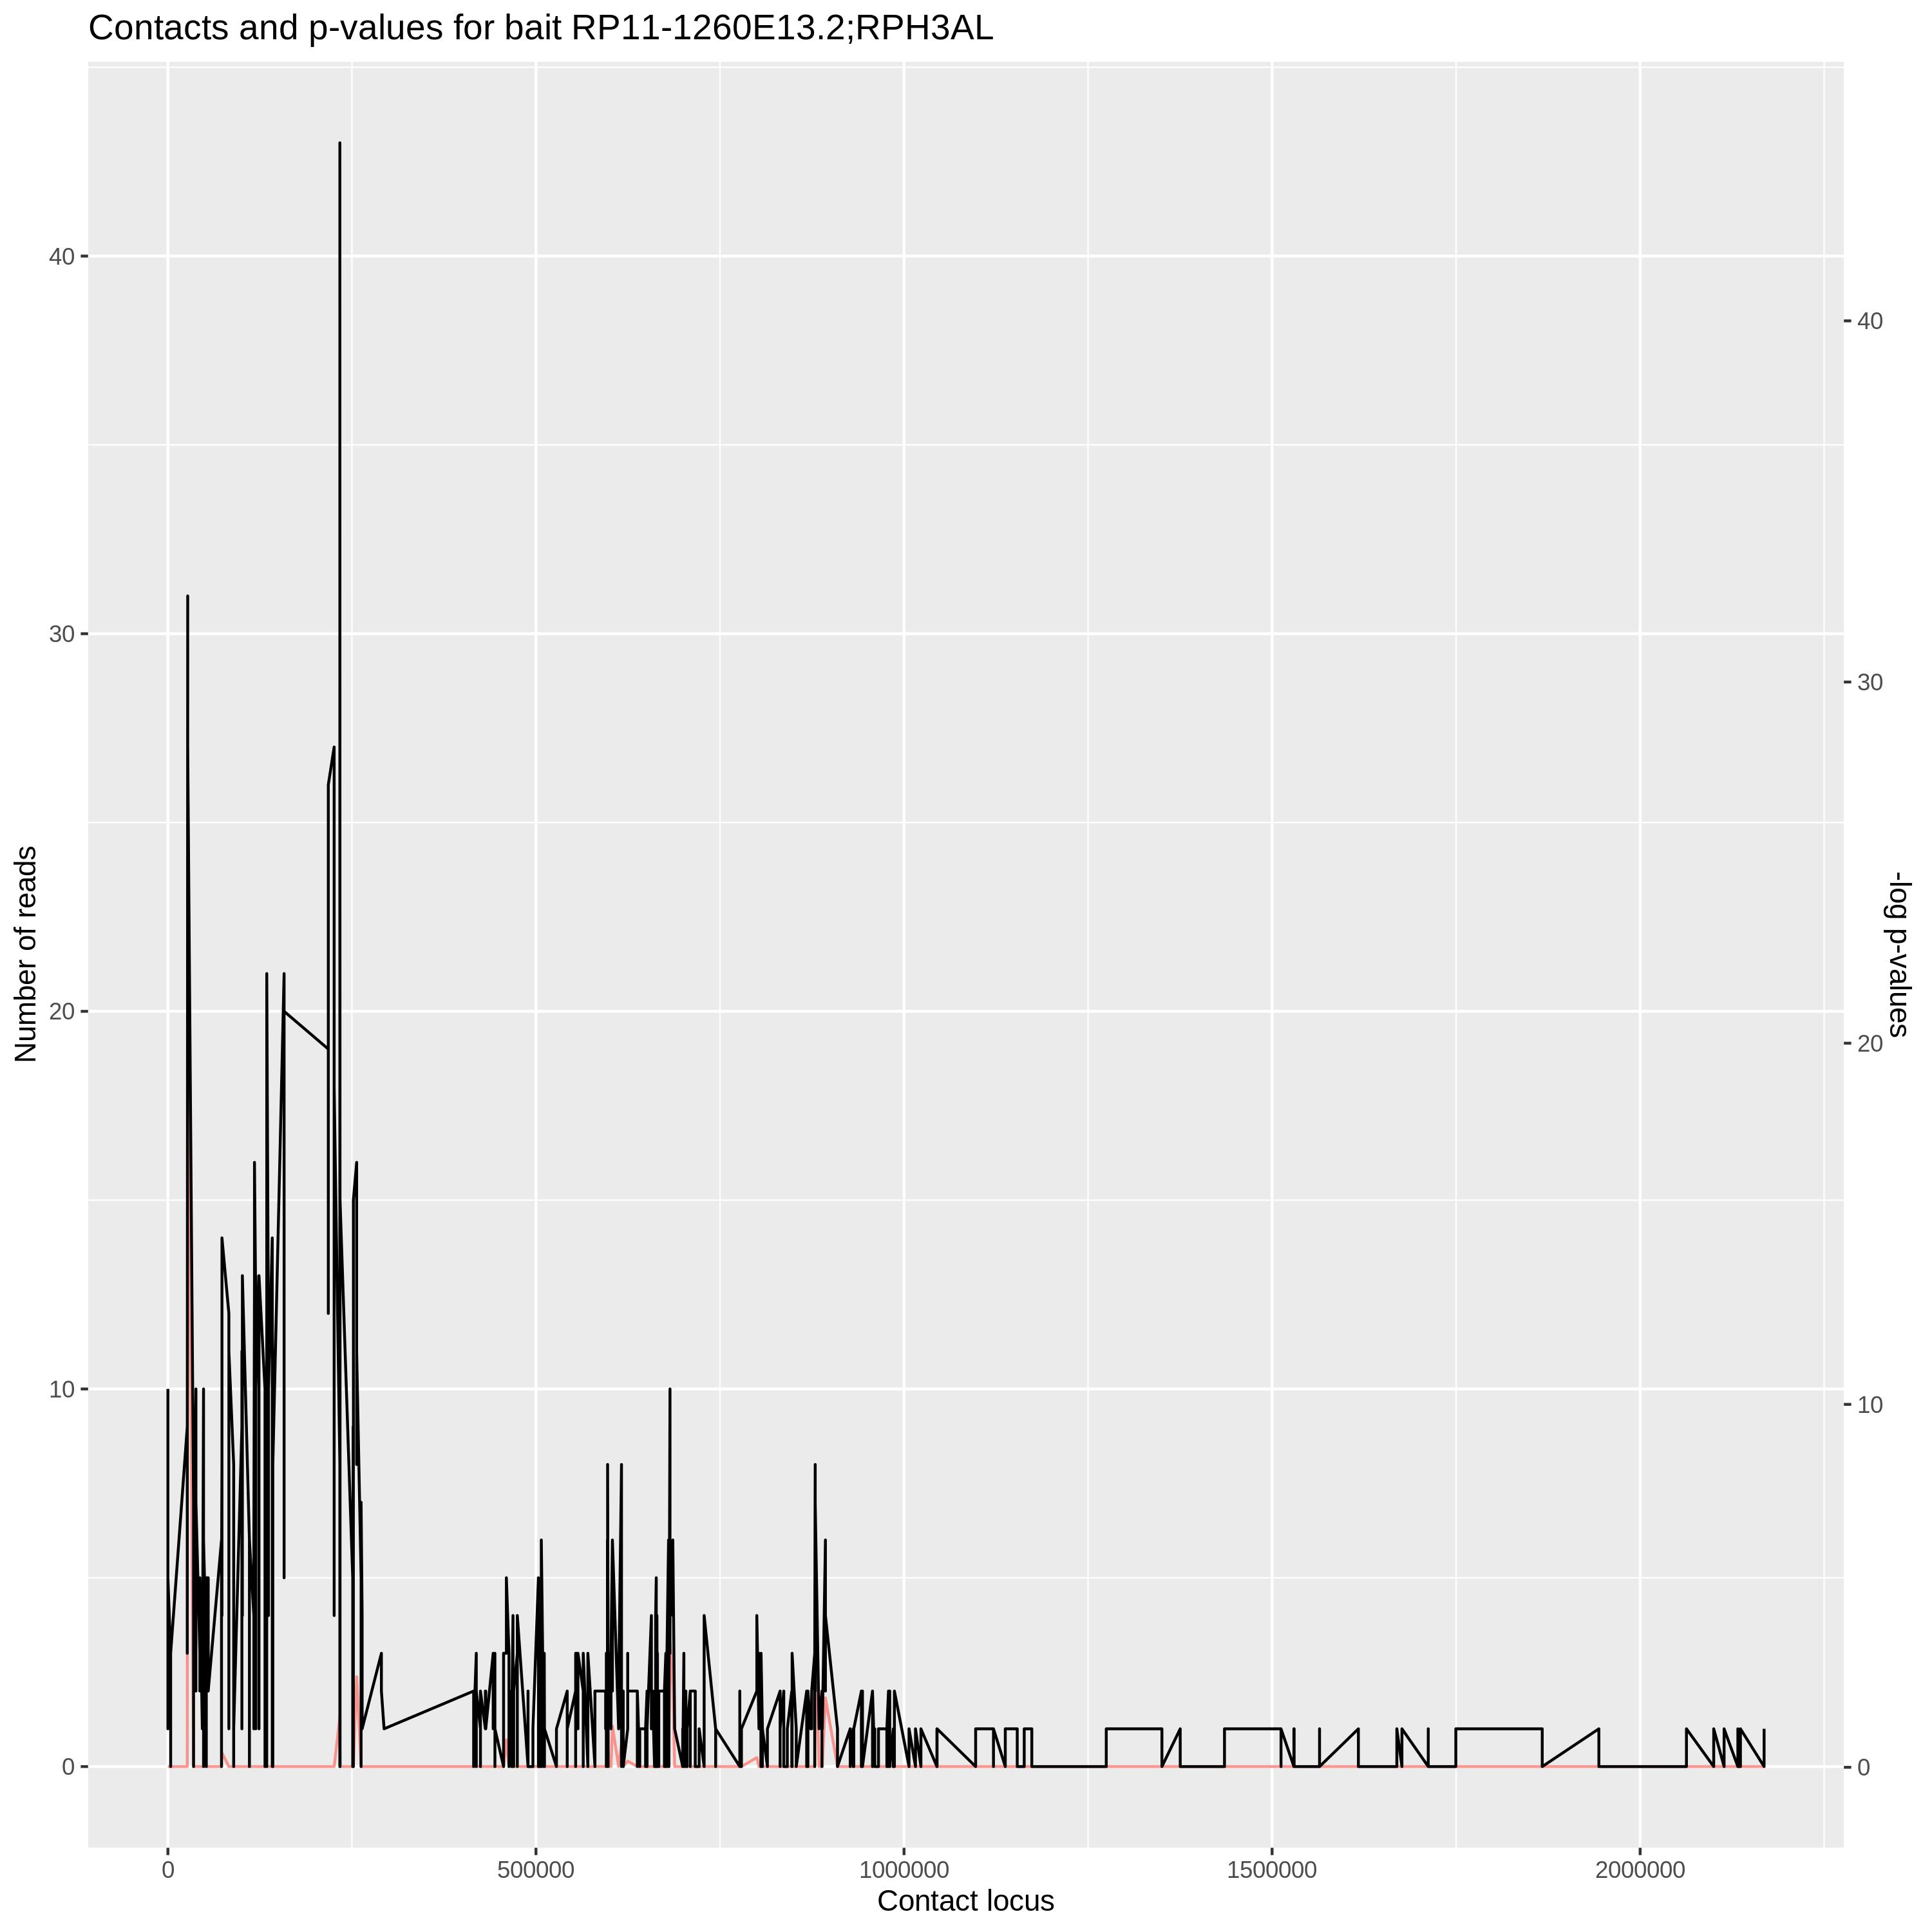 Contacts and p-values for bait RP11-1260E13.2;RPH3AL
Number of reads
40
30
20
10
0
-log p-values
40
30
20
10
0
0 500000 1000000 1500000 2000000
Contact locus